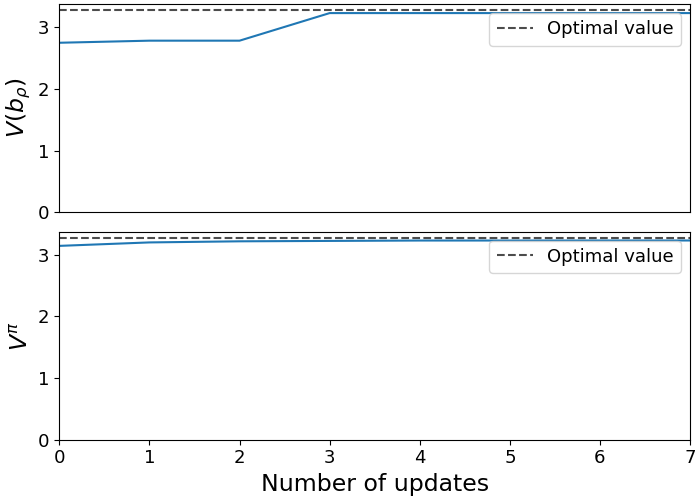 3
2
1
0
V(b_ρ)
Optimal value
3
2
1
0
V^π
Optimal value
0 1 2 3 4 5 6 7
Number of updates